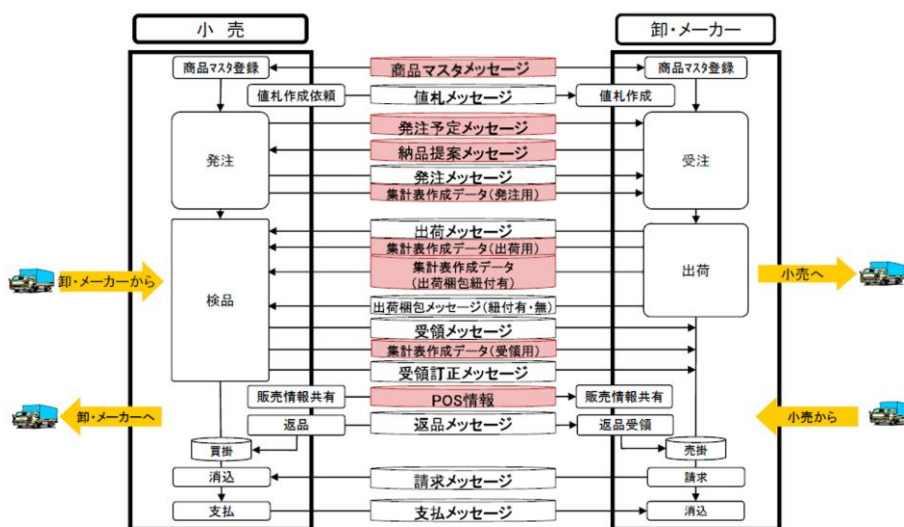 小 売
卸・メーカー
商品マスタ登録
商品マスタメッセージ
商品マスタ登録
値札作成依頼
値札メッセージ
値札作成
発注予定メッセージ
発注
納品提案メッセージ
受注
発注メッセージ
集計表作成データ(発注用)
出荷メッセージ
集計表作成データ(出荷用)
集計表作成データ
(出荷梱包紐付有)
卸・メーカーから
検品
出荷
小売へ
出荷梱包メッセージ(紐付有・無)
受領メッセージ
集計表作成データ(受領用)
受領訂正メッセージ
販売情報共有
POS情報
販売情報共有
卸・メーカーへ
返品
返品メッセージ
返品受領
小売から
買掛
売掛
消込
請求メッセージ
請求
支払
支払メッセージ
消込